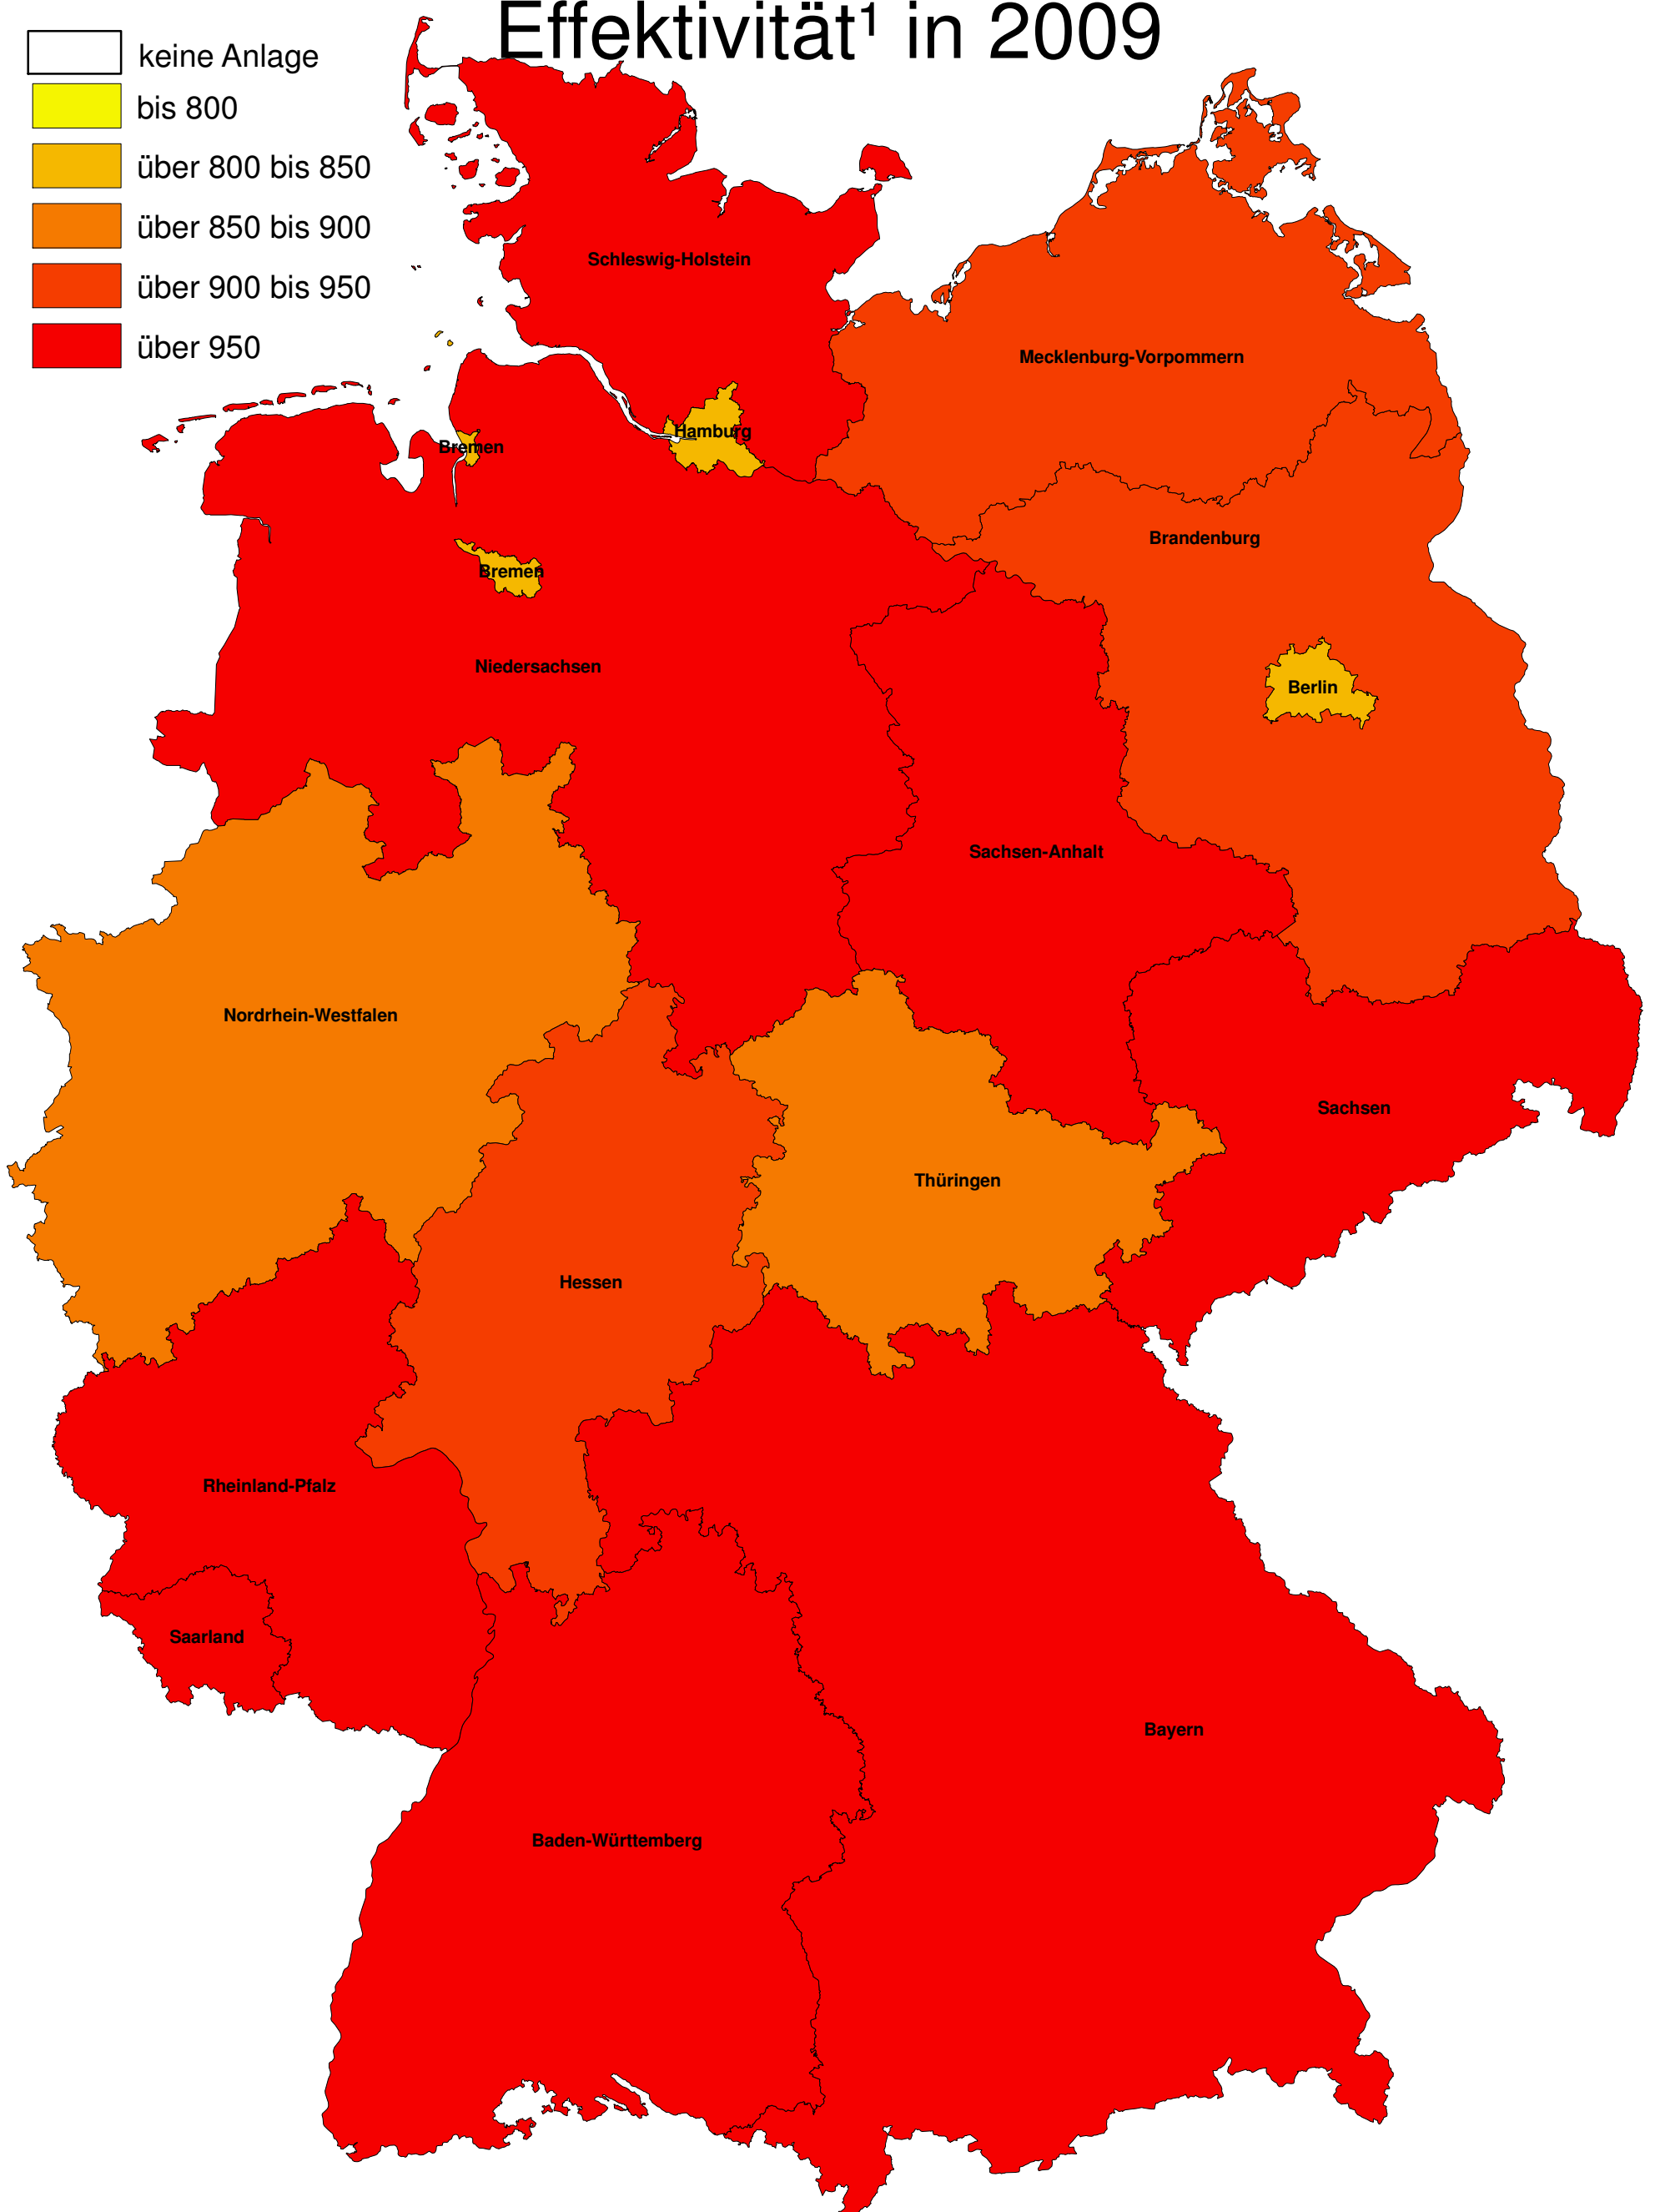 Effektivität¹ in 2009
keine Anlage
bis 800
über 800 bis 850
über 850 bis 900
über 900 bis 950
über 950
Schleswig-Holstein
Mecklenburg-Vorpommern
Hamburg
Bremen
Brandenburg
Bremen
Niedersachsen
Berlin
Sachsen-Anhalt
Nordrhein-Westfalen
Sachsen
Thüringen
Hessen
Rheinland-Pfalz
Saarland
Bayern
Baden-Württemberg